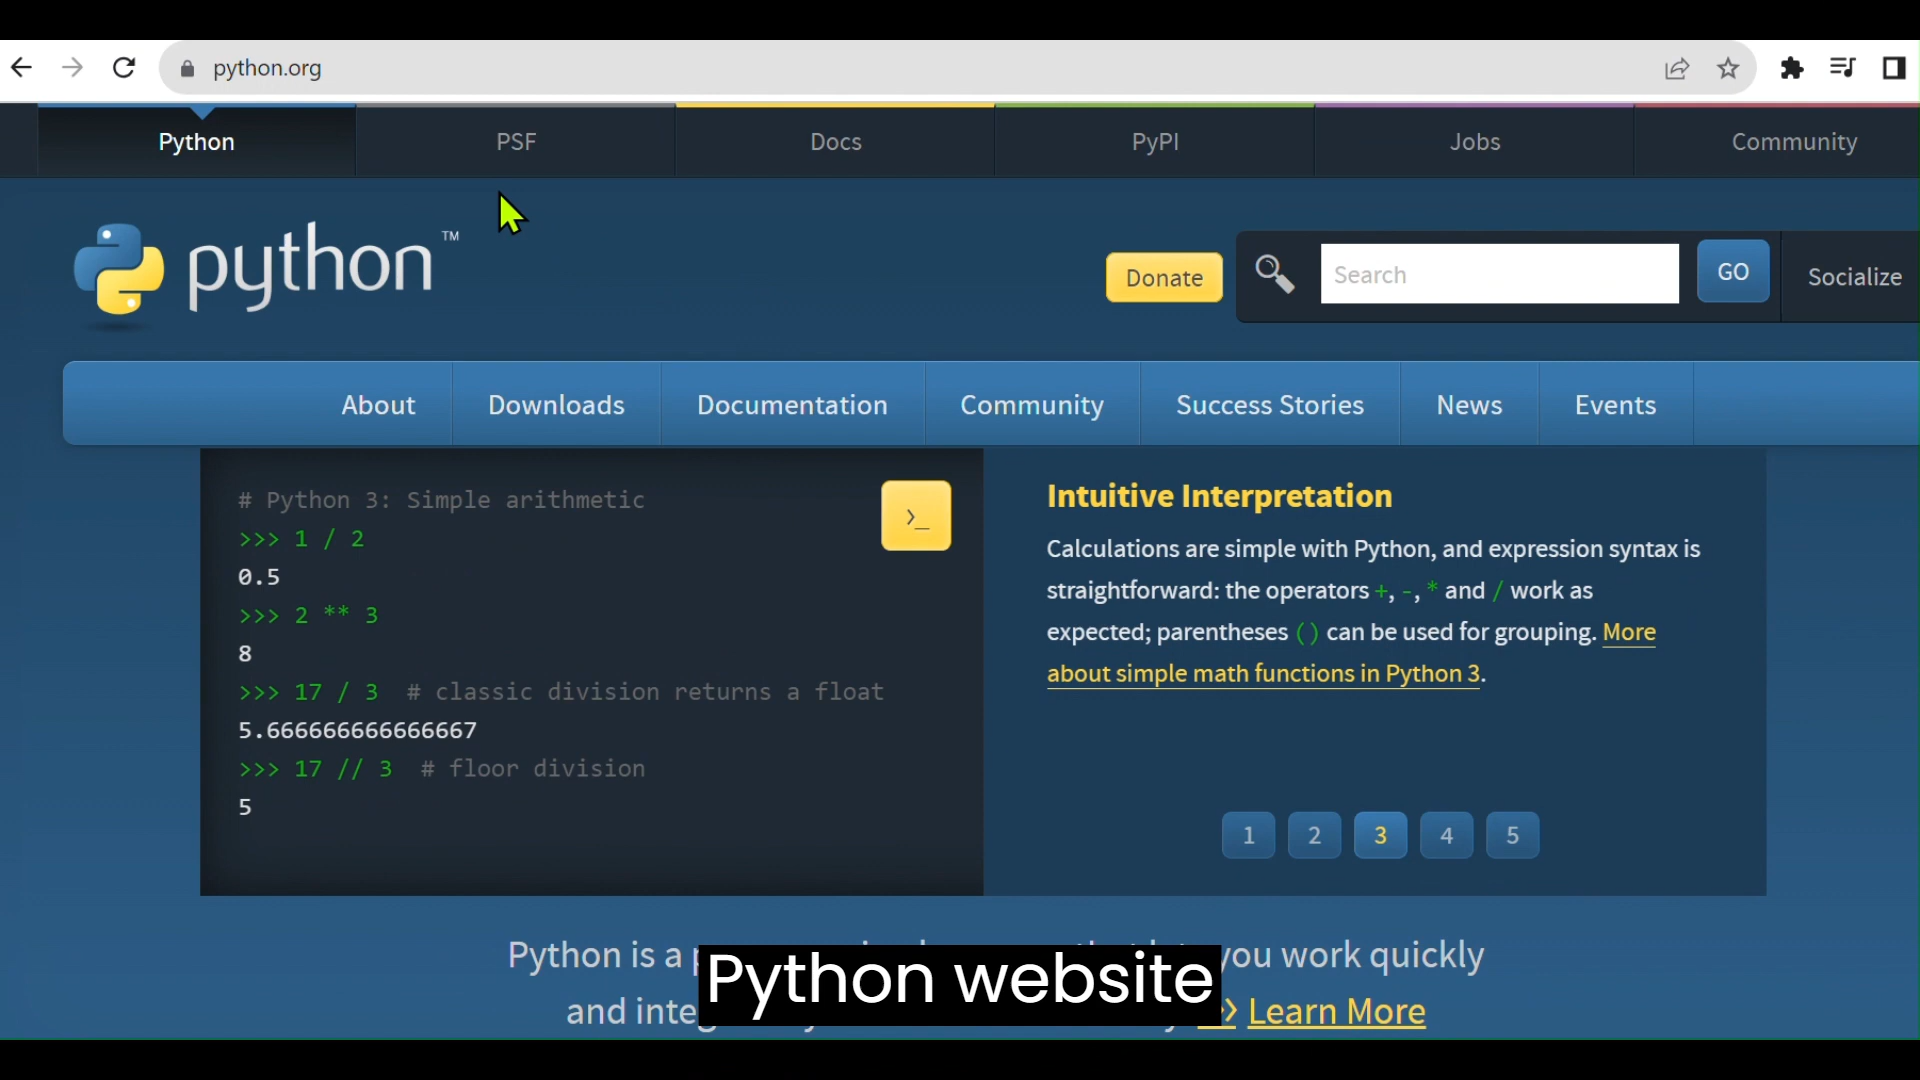 python.org
Python PSF Docs PyPI Jobs Community
python™
Donate
Search
GO
Socialize
About Downloads Documentation Community Success Stories News Events
# Python 3: Simple arithmetic
>>> 1 / 2
0.5
>>> 2 ** 3
8
>>> 17 / 3 # classic division returns a float
5.666666666666667
>>> 17 // 3 # floor division
5
>_
Intuitive Interpretation
Calculations are simple with Python, and expression syntax is
straightforward: the operators +, -, * and / work as
expected; parentheses () can be used for grouping. More
about simple math functions in Python 3.
1 2 3 4 5
Python is a you work quickly
and Learn More
Python website